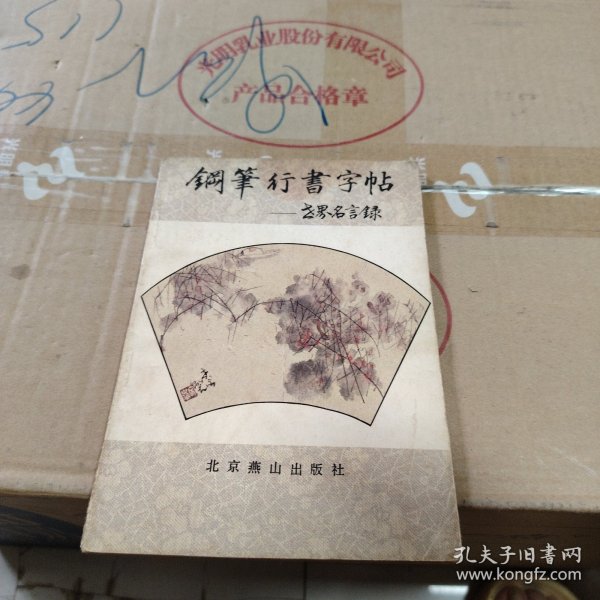 光明乳业股份有限公司
产品合格章
鋼筆行書字帖
——世界名言録
北京燕山出版社
孔夫子旧书网
www.kongfz.com